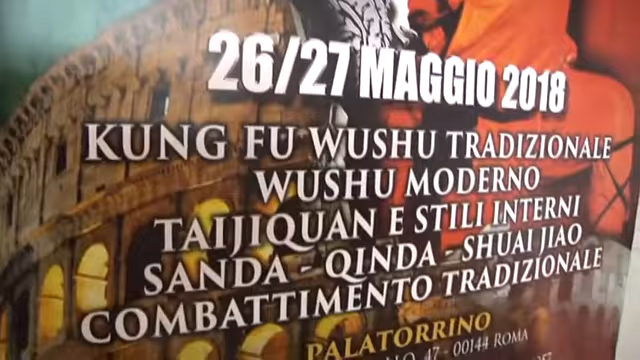 26/27 MAGGIO 2018
KUNG FU WUSHU TRADIZIONALE
WUSHU MODERNO
TAIJIQUAN E STILI INTERNI
SANDA - QINDA - SHUAI JIAO
COMBATTIMENTO TRADIZIONALE
PALATORRINO
47 - 00144 ROMA